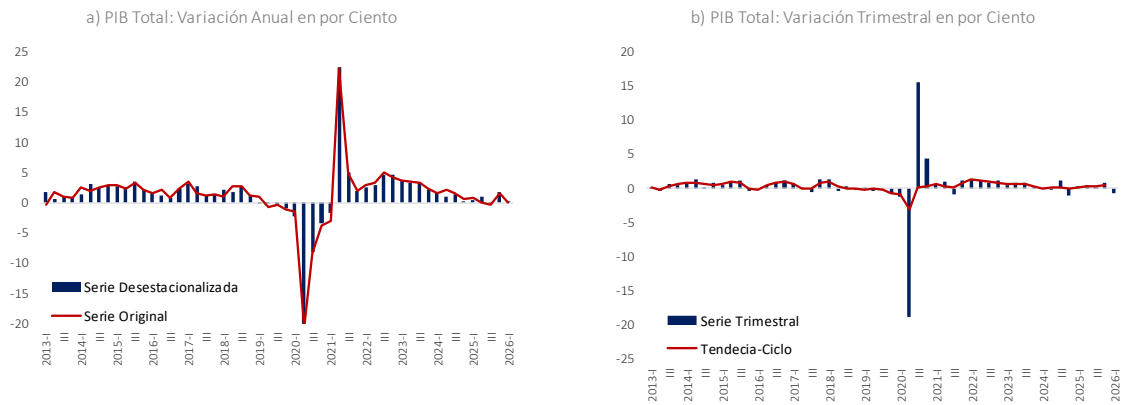 a) PIB Total: Variación Anual en por Ciento
25
20
15
10
5
0
-5
-10
-15
-20
Serie Desestacionalizada
Serie Original
2013-I
III
2014-I
III
2015-I
III
2016-I
III
2017-I
III
2018-I
III
2019-I
III
2020-I
III
2021-I
III
2022-I
III
2023-I
III
2024-I
III
2025-I
III
2026-I
b) PIB Total: Variación Trimestral en por Ciento
20
15
10
5
0
-5
-10
-15
-20
-25
Serie Trimestral
Tendecia-Ciclo
2013-I
III
2014-I
III
2015-I
III
2016-I
III
2017-I
III
2018-I
III
2019-I
III
2020-I
III
2021-I
III
2022-I
III
2023-I
III
2024-I
III
2025-I
III
2026-I